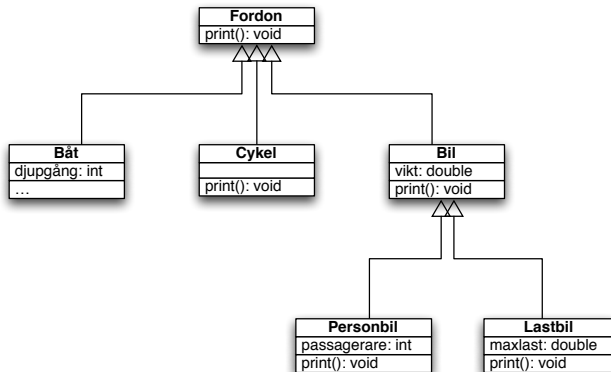 Fordon
print(): void
Båt
djupgång: int
…
Cykel
print(): void
Bil
vikt: double
print(): void
Personbil
passagerare: int
print(): void
Lastbil
maxlast: double
print(): void